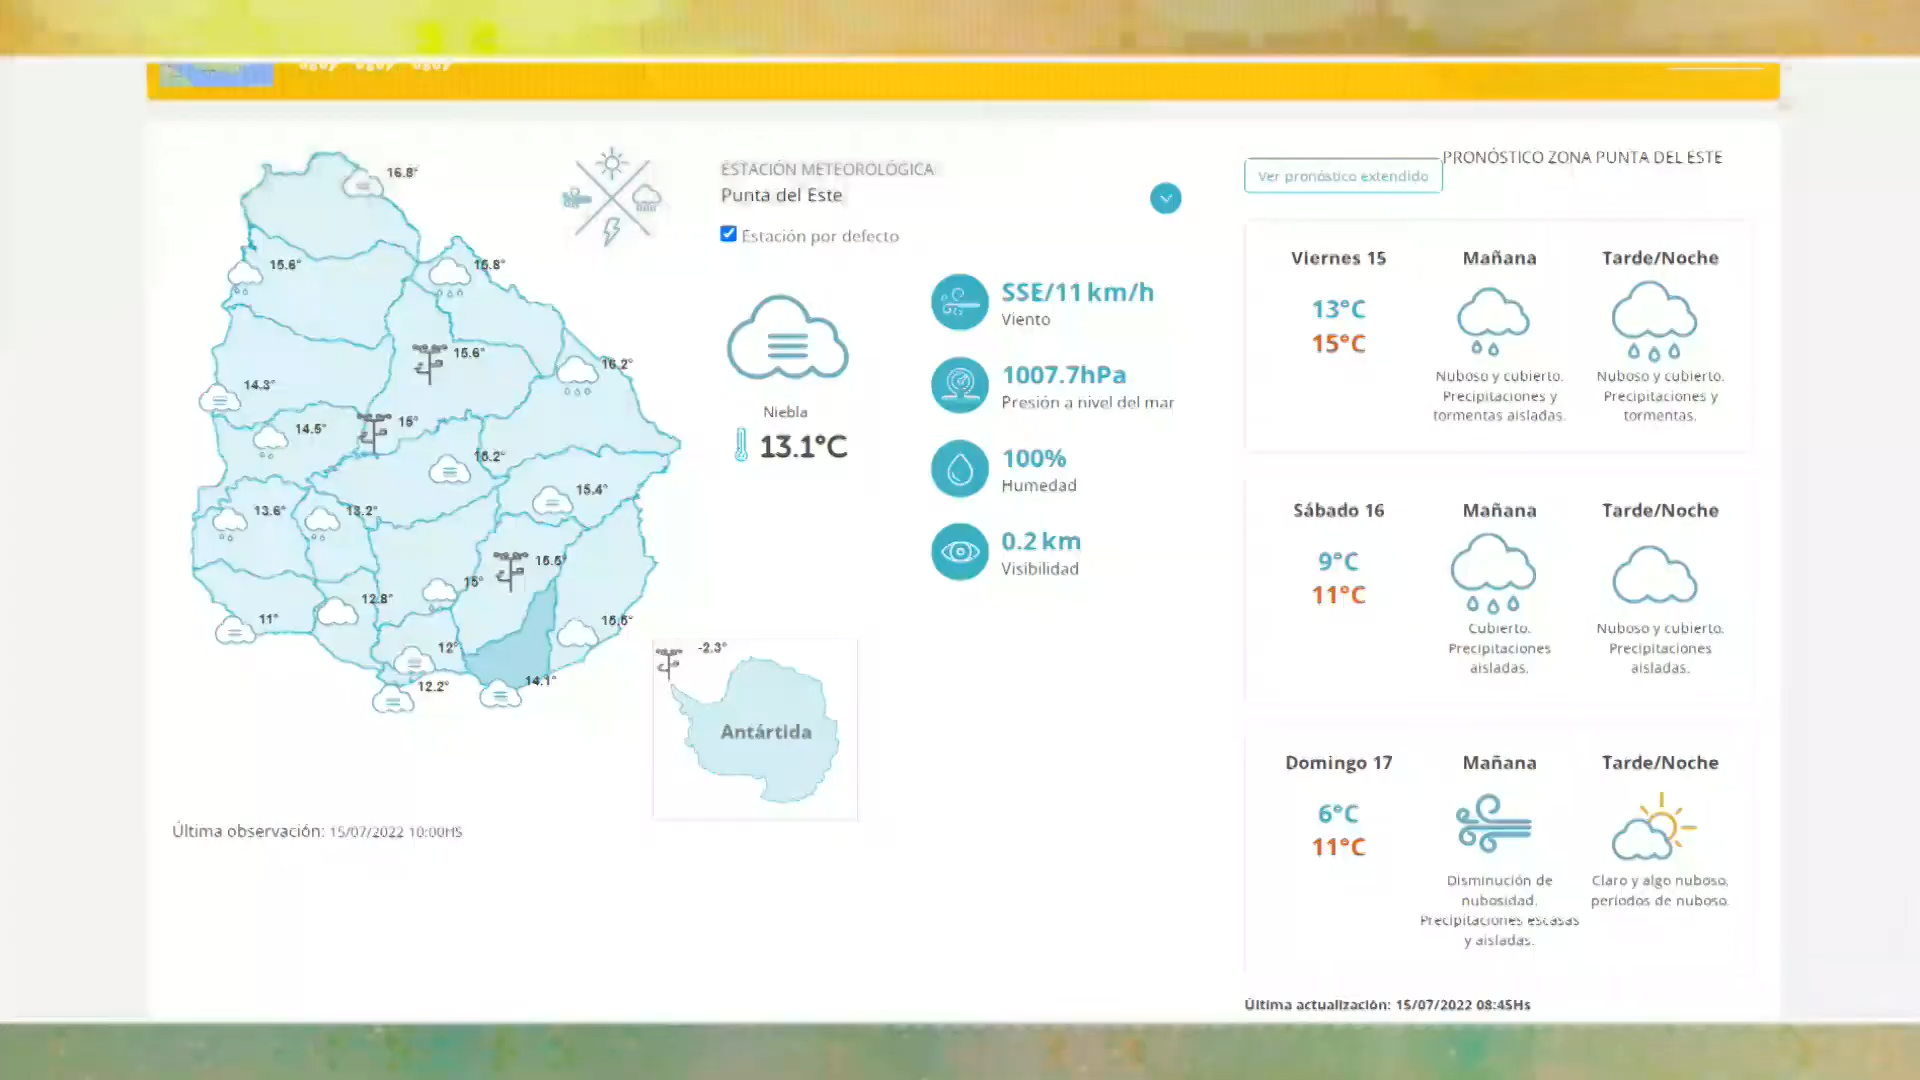 16.8°
15.6°
15.8°
15.6°
16.2°
14.3°
15°
14.5°
15.4°
13.6°
13.2°
15°
12.8°
11°
12°
12.2°
14.1°
-2.3°
Antártida
Última observación: 15/07/2022 10:00HS
ESTACIÓN METEOROLÓGICA
Punta del Este
Estación por defecto
Niebla
13.1°C
SSE/11 km/h
Viento
1007.7hPa
Presión a nivel del mar
100%
Humedad
0.2 km
Visibilidad
Ver pronóstico extendido
PRONÓSTICO ZONA PUNTA DEL ESTE
Viernes 15
13°C
15°C
Mañana
Nuboso y cubierto.
Precipitaciones y
tormentas aisladas.
Tarde/Noche
Nuboso y cubierto.
Precipitaciones y
tormentas.
Sábado 16
9°C
11°C
Mañana
Cubierto.
Precipitaciones
aisladas.
Tarde/Noche
Nuboso y cubierto.
Precipitaciones
aisladas.
Domingo 17
6°C
11°C
Mañana
Disminución de
nubosidad.
Precipitaciones escasas
y aisladas.
Tarde/Noche
Claro y algo nuboso,
períodos de nuboso.
Última actualización: 15/07/2022 08:45Hs